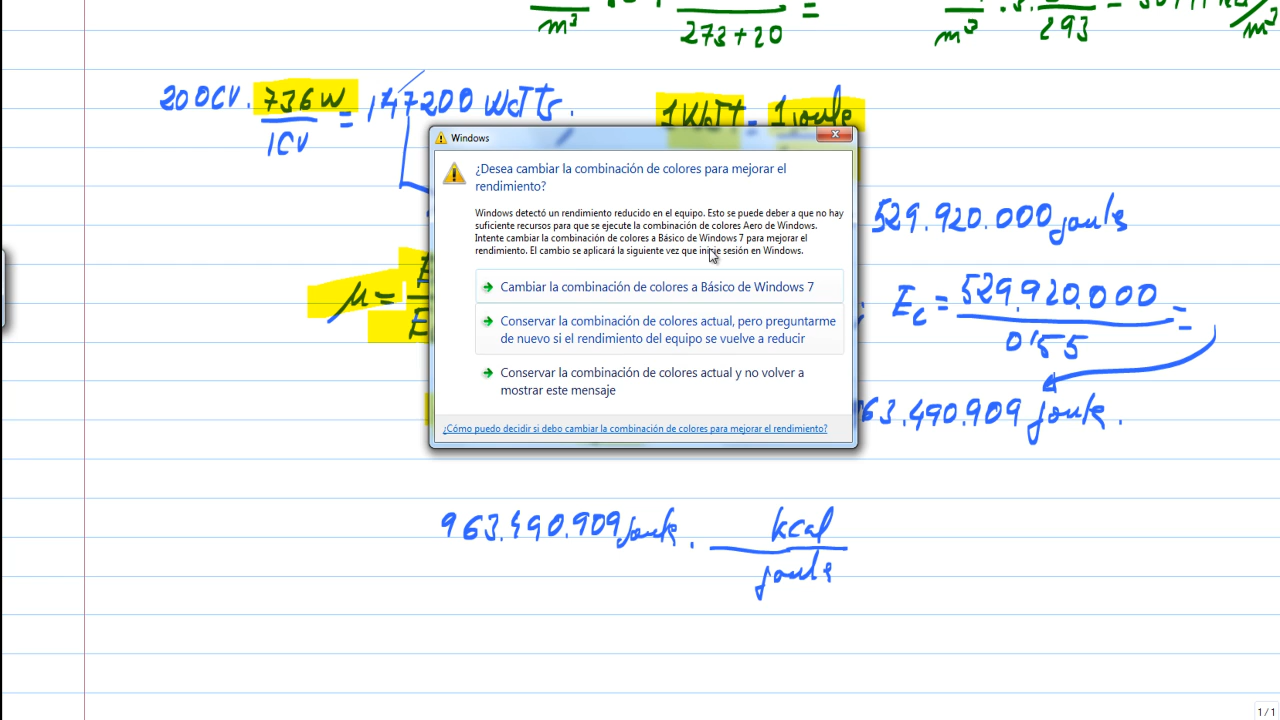 m³ 273+20 = m³ 293 m³
200CV. 736W = 147200 WaTTs. 1 joule
1CV
Windows
¿Desea cambiar la combinación de colores para mejorar el
rendimiento?
Windows detectó un rendimiento reducido en el equipo. Esto se puede deber a que no hay
suficiente recursos para que se ejecute la combinación de colores Aero de Windows.
Intente cambiar la combinación de colores a Básico de Windows 7 para mejorar el
rendimiento. El cambio se aplicará la siguiente vez que inicie sesión en Windows.
Cambiar la combinación de colores a Básico de Windows 7
Conservar la combinación de colores actual, pero preguntarme
de nuevo si el rendimiento del equipo se vuelve a reducir
Conservar la combinación de colores actual y no volver a
mostrar este mensaje
¿Cómo puedo decidir si debo cambiar la combinación de colores para mejorar el rendimiento?
529.920.000 joules
μ = E
E
Ec = 529.920.000 =
0'55
63.490.909 joule.
963.490.909 joule . kcal
joule
1/1